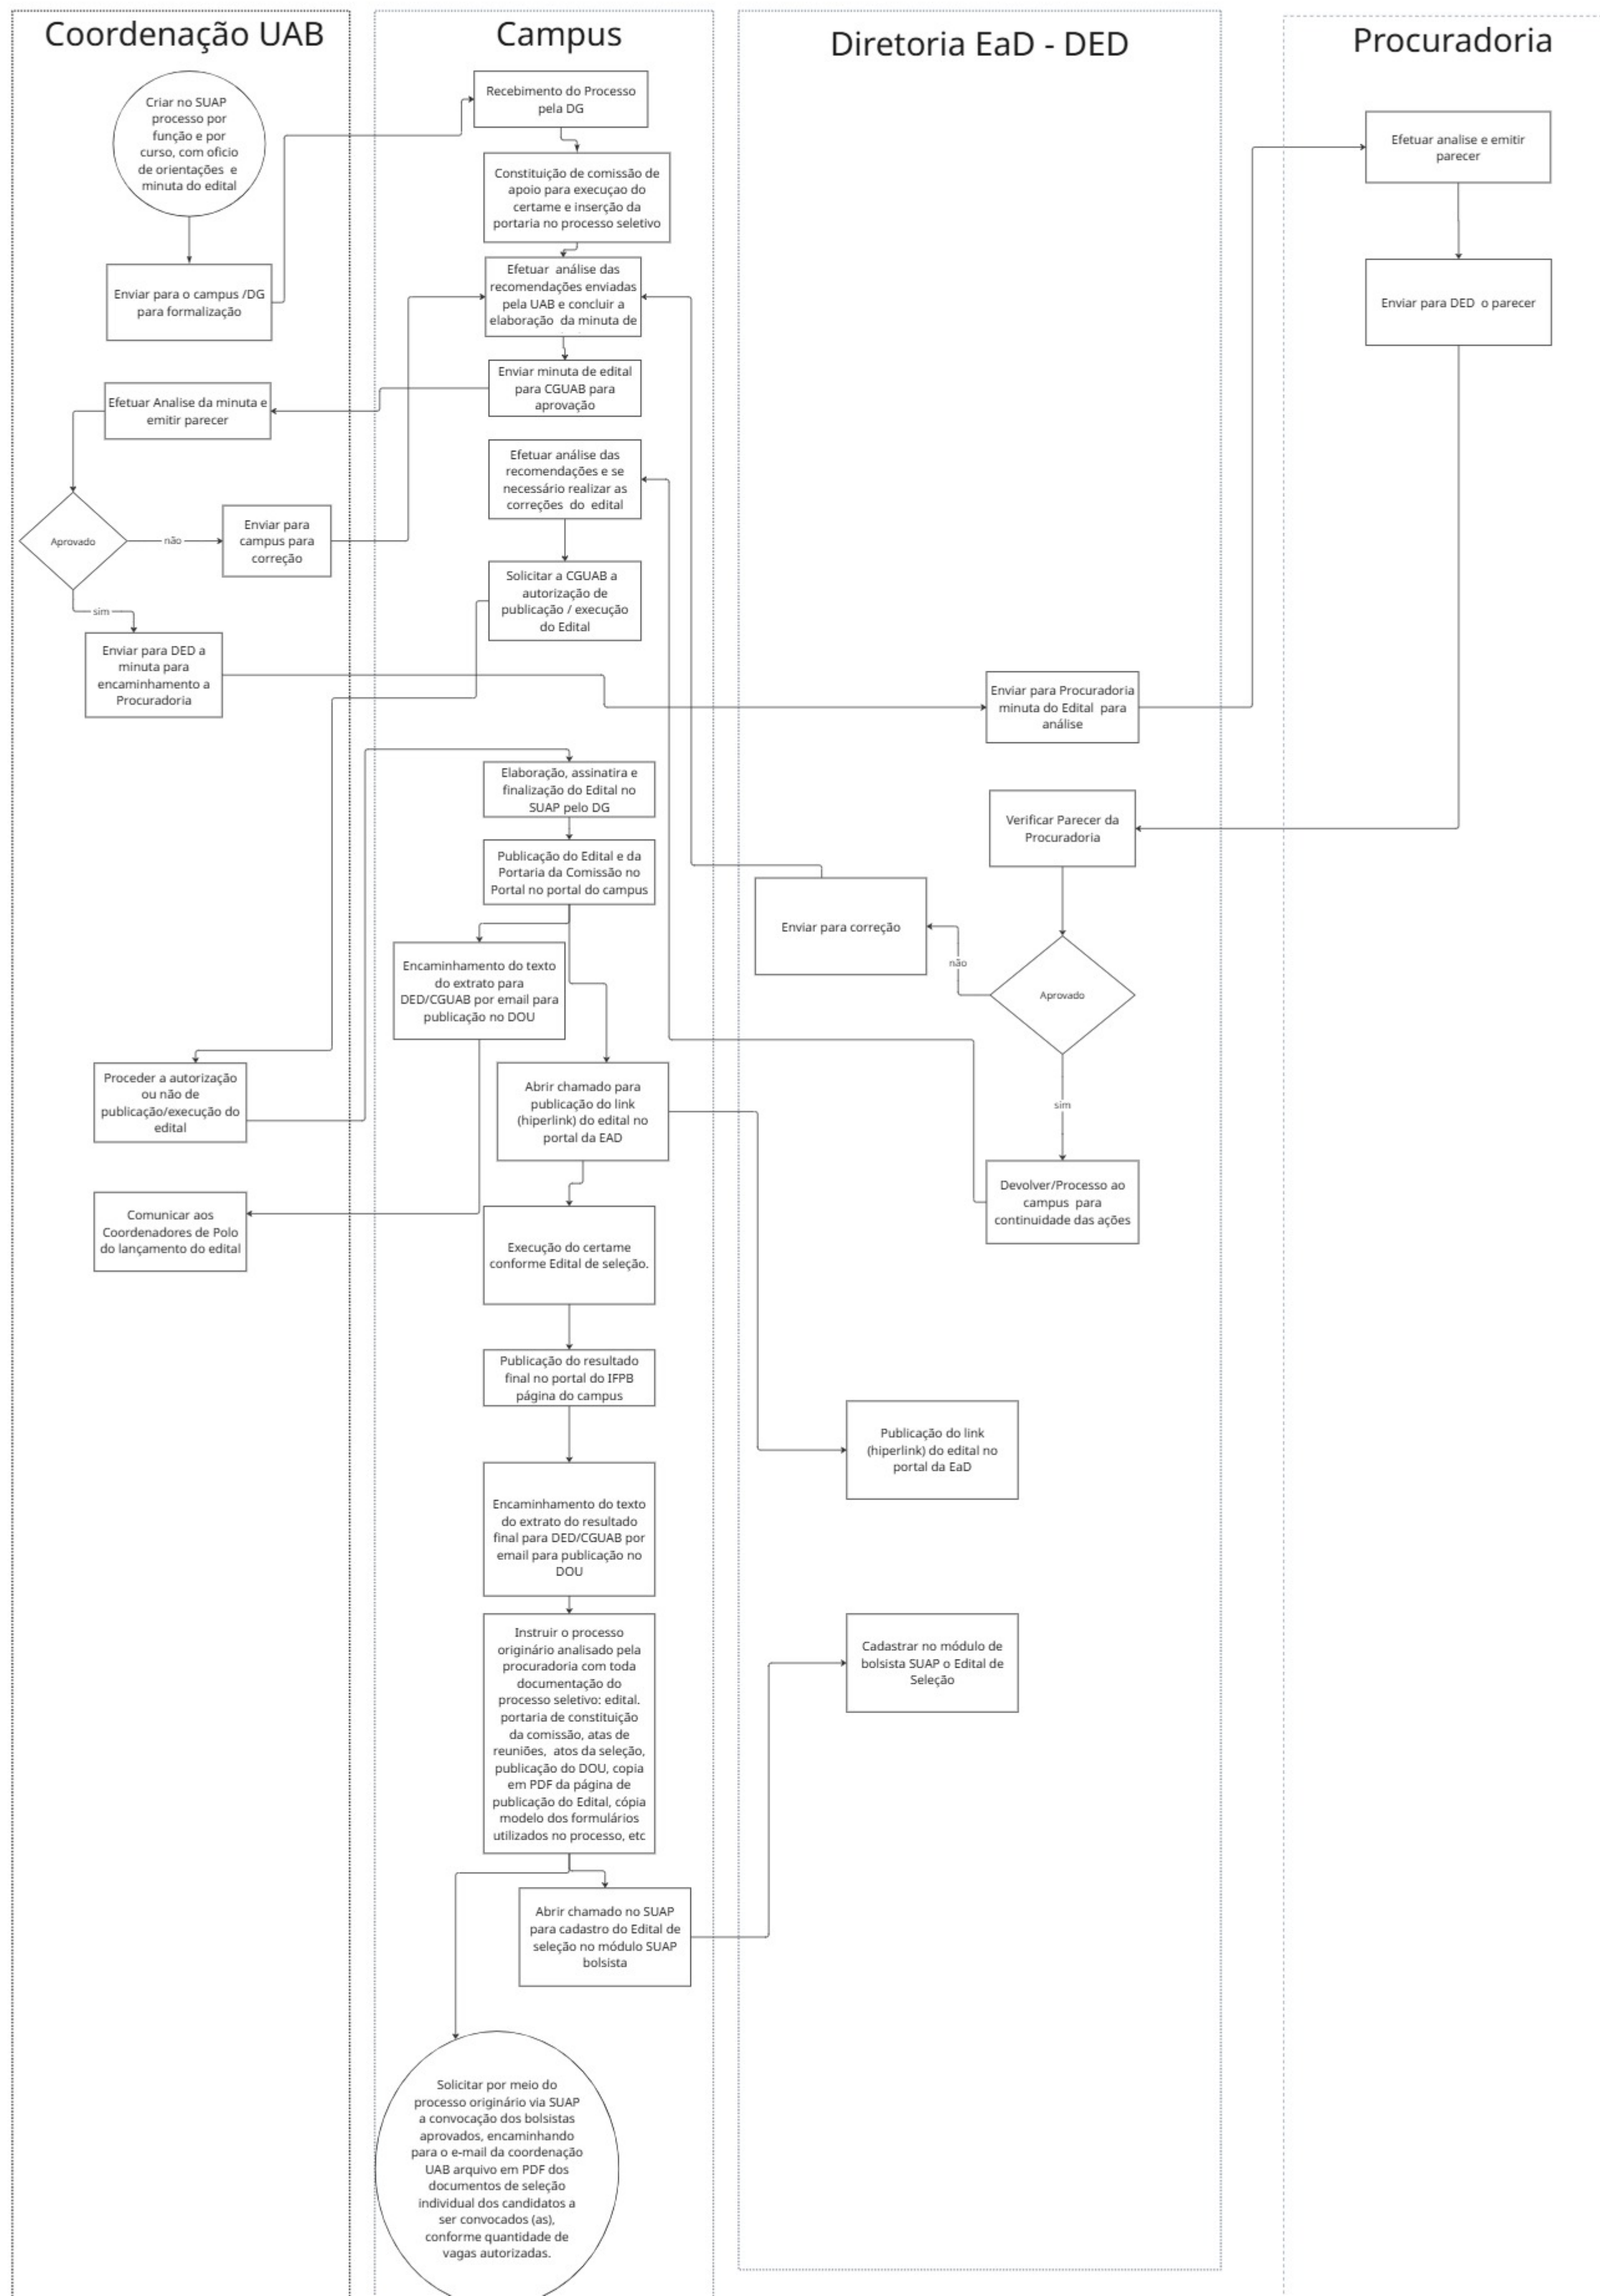 Coordenação UAB
Campus
Diretoria EaD - DED
Procuradoria
Criar no SUAP
processo por
função e por
curso, com oficio
de orientações e
minuta do edital
Enviar para o campus /DG
para formalização
Recebimento do Processo
pela DG
Constituição de comissão de
apoio para execuçao do
certame e inserção da
portaria no processo seletivo
Efetuar análise das
recomendações enviadas
pela UAB e concluir a
elaboração da minuta de
Enviar minuta de edital
para CGUAB para
aprovação
Efetuar Analise da minuta e
emitir parecer
Aprovado
não
Enviar para
campus para
correção
sim
Enviar para DED a
minuta para
encaminhamento a
Procuradoria
Efetuar análise das
recomendações e se
necessário realizar as
correções do edital
Solicitar a CGUAB a
autorização de
publicação / execução
do Edital
Enviar para Procuradoria
minuta do Edital para
análise
Efetuar analise e emitir
parecer
Enviar para DED o parecer
Verificar Parecer da
Procuradoria
Aprovado
não
Enviar para correção
sim
Devolver/Processo ao
campus para
continuidade das ações
Proceder a autorização
ou não de
publicação/execução do
edital
Elaboração, assinatira e
finalização do Edital no
SUAP pelo DG
Publicação do Edital e da
Portaria da Comissão no
Portal no portal do campus
Encaminhamento do texto
do extrato para
DED/CGUAB por email para
publicação no DOU
Abrir chamado para
publicação do link
(hiperlink) do edital no
portal da EAD
Comunicar aos
Coordenadores de Polo
do lançamento do edital
Execução do certame
conforme Edital de seleção.
Publicação do resultado
final no portal do IFPB
página do campus
Publicação do link
(hiperlink) do edital no
portal da EaD
Encaminhamento do texto
do extrato do resultado
final para DED/CGUAB por
email para publicação no
DOU
Instruir o processo
originário analisado pela
procuradoria com toda
documentação do
processo seletivo: edital.
portaria de constituição
da comissão, atas de
reuniões, atos da seleção,
publicação do DOU, copia
em PDF da página de
publicação do Edital, cópia
modelo dos formulários
utilizados no processo, etc
Cadastrar no módulo de
bolsista SUAP o Edital de
Seleção
Abrir chamado no SUAP
para cadastro do Edital de
seleção no módulo SUAP
bolsista
Solicitar por meio do
processo originário via SUAP
a convocação dos bolsistas
aprovados, encaminhando
para o e-mail da coordenação
UAB arquivo em PDF dos
documentos de seleção
individual dos candidatos a
ser convocados (as),
conforme quantidade de
vagas autorizadas.